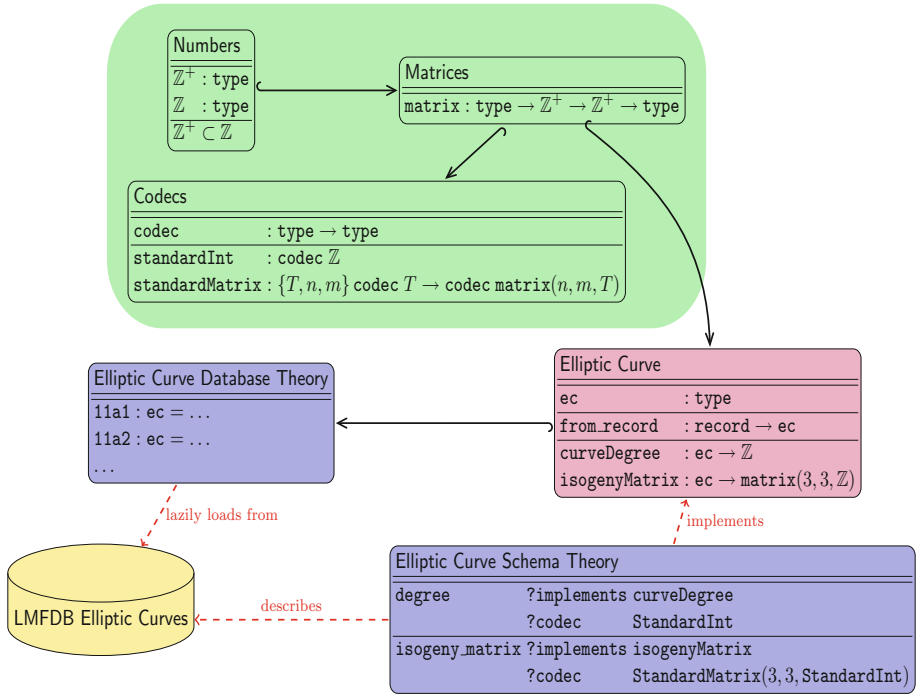 Numbers
ℤ⁺ : type
ℤ : type
ℤ⁺ ⊂ ℤ
Matrices
matrix : type → ℤ⁺ → ℤ⁺ → type
Codecs
codec : type → type
standardInt : codec ℤ
standardMatrix : {T, n, m} codec T → codec matrix(n, m, T)
Elliptic Curve Database Theory
11a1 : ec = ...
11a2 : ec = ...
...
Elliptic Curve
ec : type
from_record : record → ec
curveDegree : ec → ℤ
isogenyMatrix : ec → matrix(3, 3, ℤ)
lazily loads from
implements
LMFDB Elliptic Curves
describes
Elliptic Curve Schema Theory
degree ?implements curveDegree
?codec StandardInt
isogeny_matrix ?implements isogenyMatrix
?codec StandardMatrix(3, 3, StandardInt)